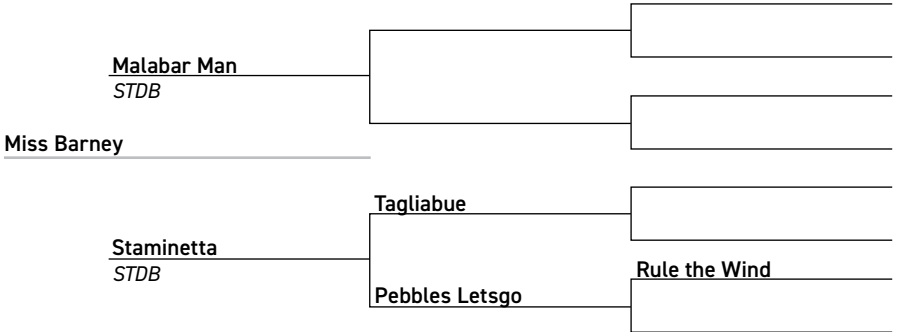 Malabar Man
STDB
Miss Barney
Tagliabue
Staminetta
STDB
Rule the Wind
Pebbles Letsgo